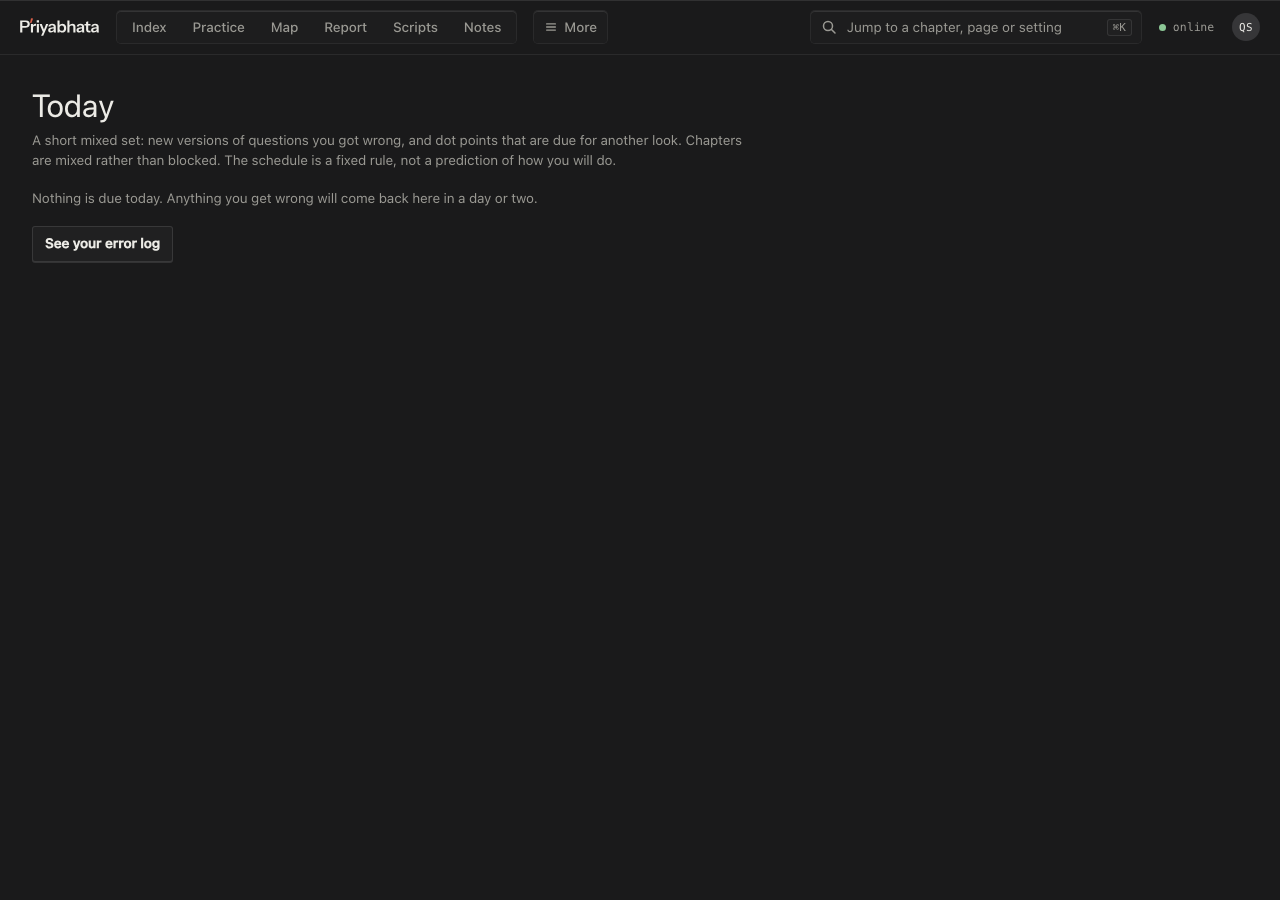 Priyabhata
Index Practice Map Report Scripts Notes
More
Jump to a chapter, page or setting ⌘K
online
QS
Today
A short mixed set: new versions of questions you got wrong, and dot points that are due for another look. Chapters
are mixed rather than blocked. The schedule is a fixed rule, not a prediction of how you will do.
Nothing is due today. Anything you get wrong will come back here in a day or two.
See your error log